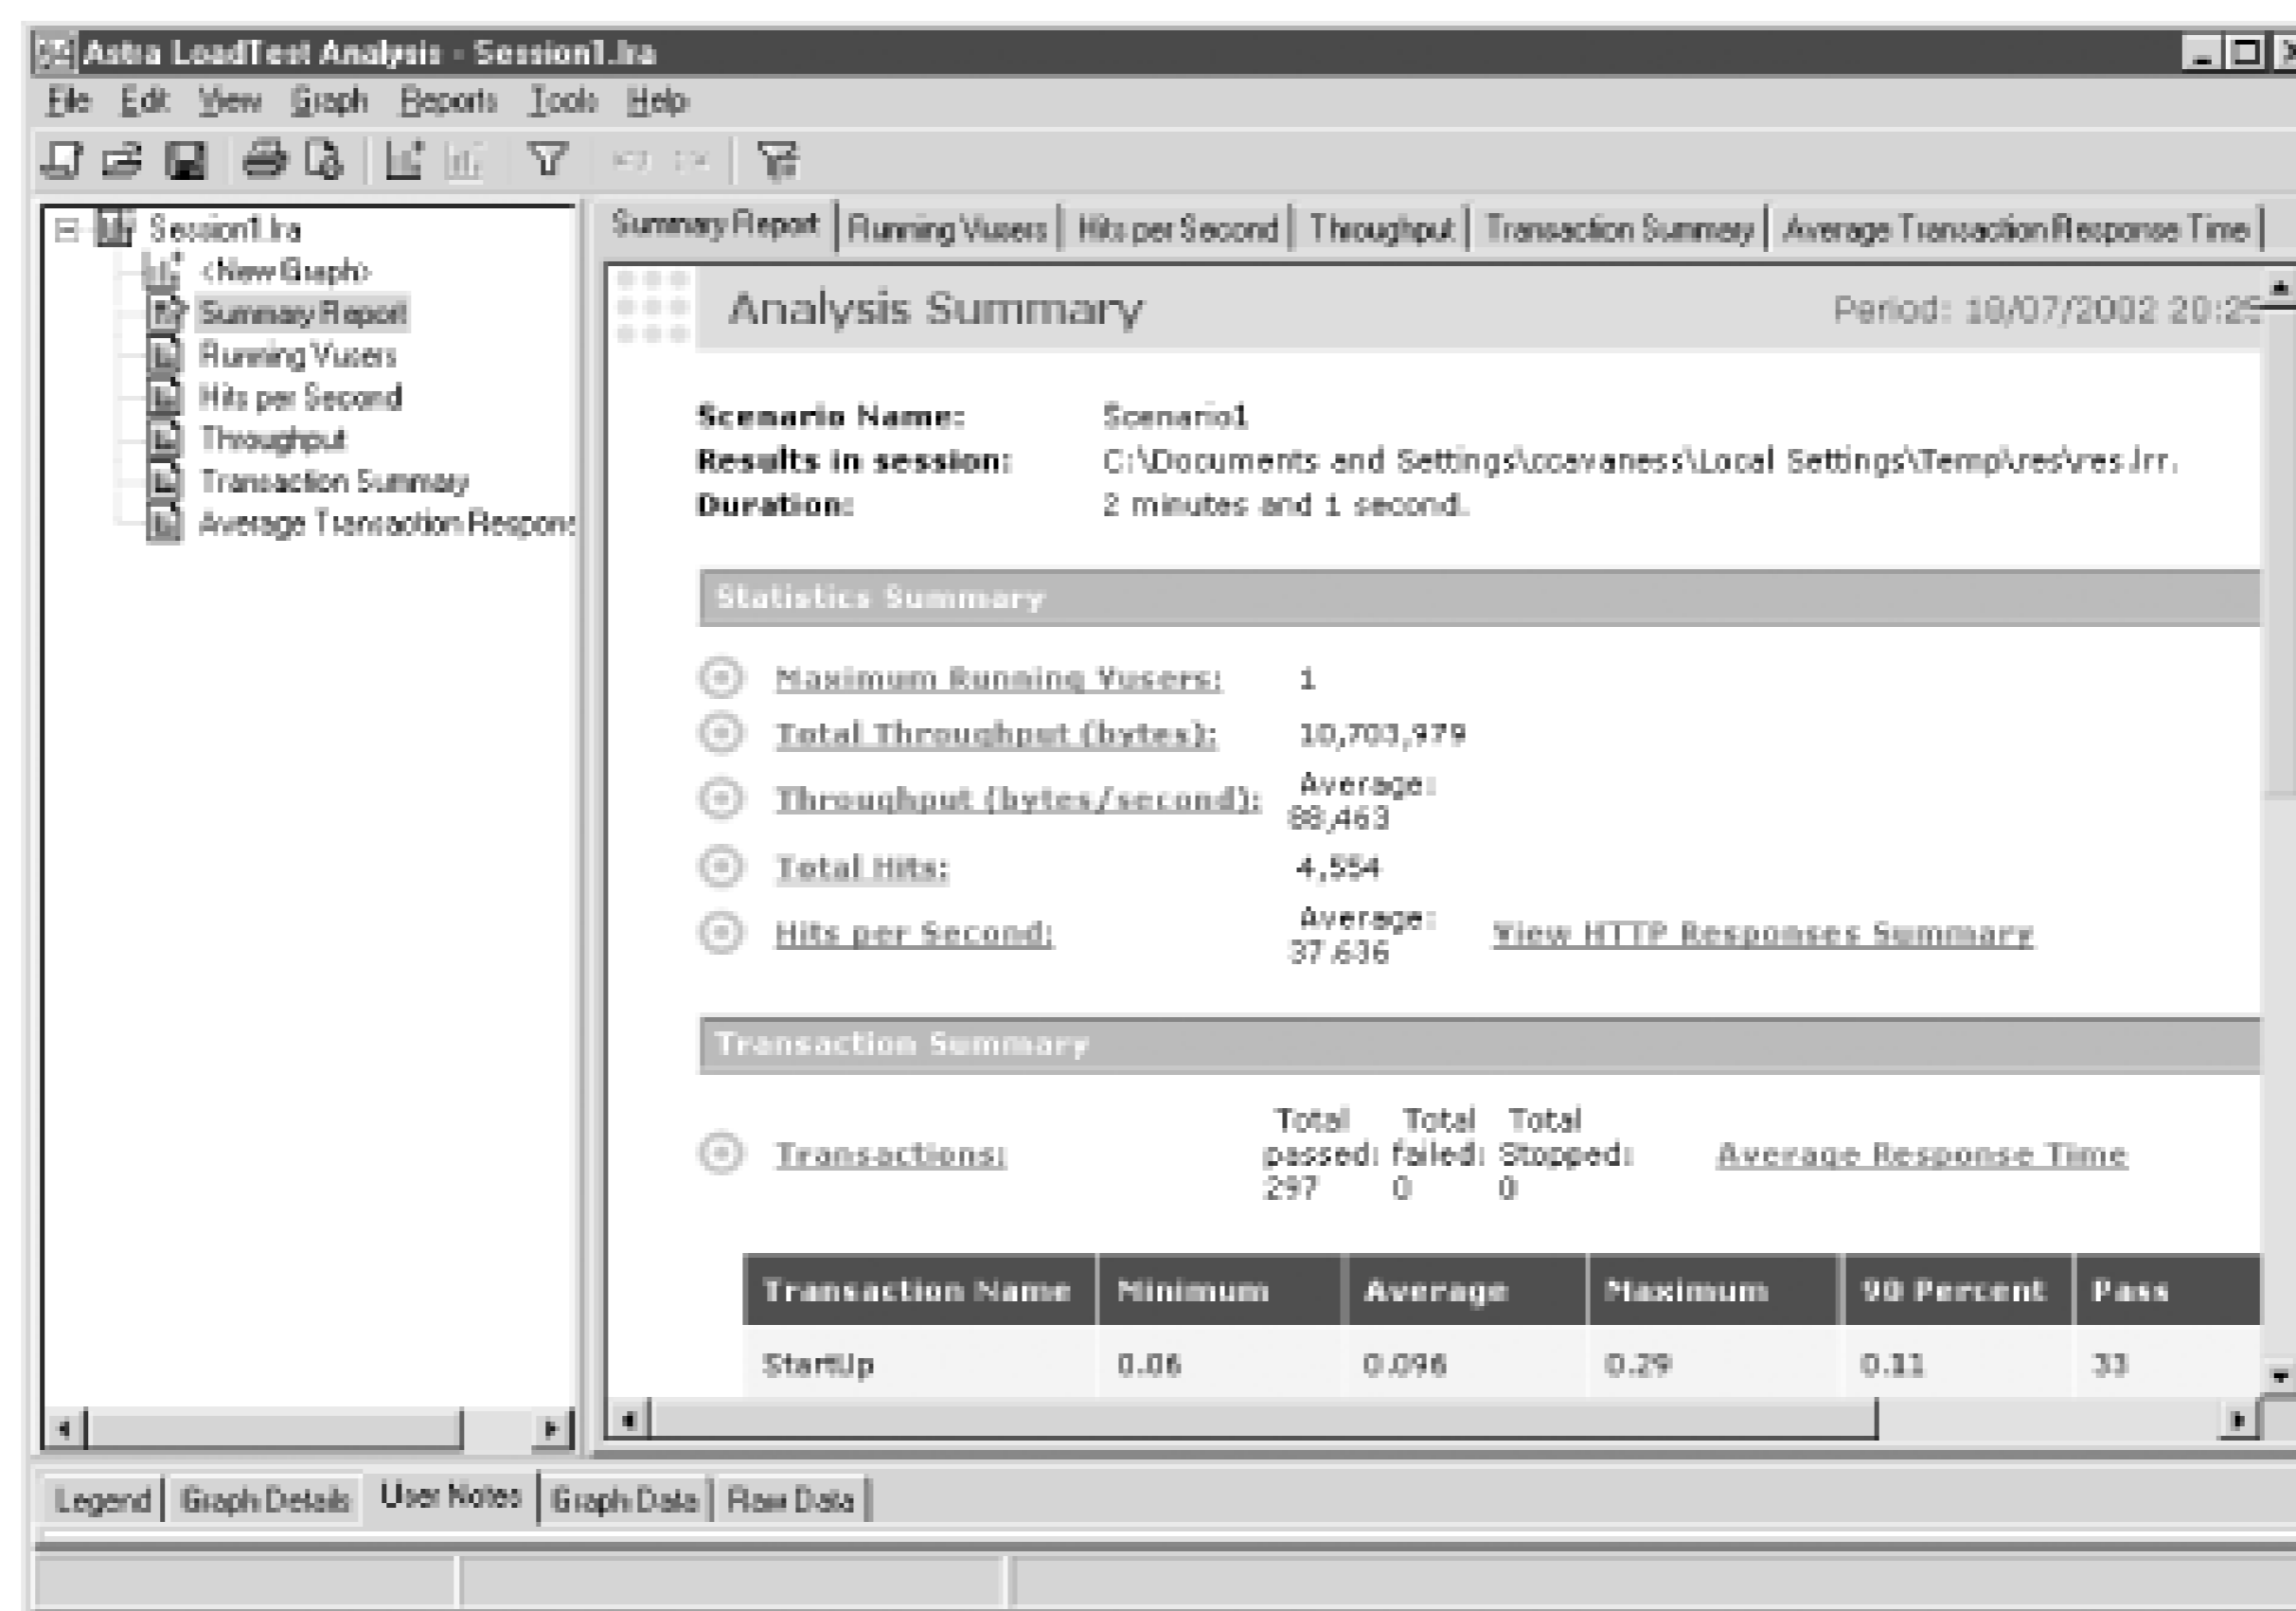 Astra LoadTest Analysis - Session1.lra
File Edit View Graph Reports Tools Help
Session1.lra
<New Graph>
Summary Report
Running Vusers
Hits per Second
Throughput
Transaction Summary
Average Transaction Respons
Summary Report Running Vusers Hits per Second Throughput Transaction Summary Average Transaction Response Time
Analysis Summary Period: 18/07/2002 20:25
Scenario Name: Scenario1
Results in session: C:\Documents and Settings\ccavaness\Local Settings\Temp\res\res.lrr.
Duration: 2 minutes and 1 second.
Statistics Summary
Maximum Running Vusers: 1
Total Throughput (bytes): 10,703,979
Throughput (bytes/second): Average: 88,463
Total Hits: 4,554
Hits per Second: Average: 37.636 View HTTP Responses Summary
Transaction Summary
Transactions: Total passed: 297 Total failed: 0 Total Stopped: 0 Average Response Time
Transaction Name Minimum Average Maximum 90 Percent Pass
StartUp 0.06 0.096 0.29 0.11 33
Legend Graph Details User Notes Graph Data Raw Data